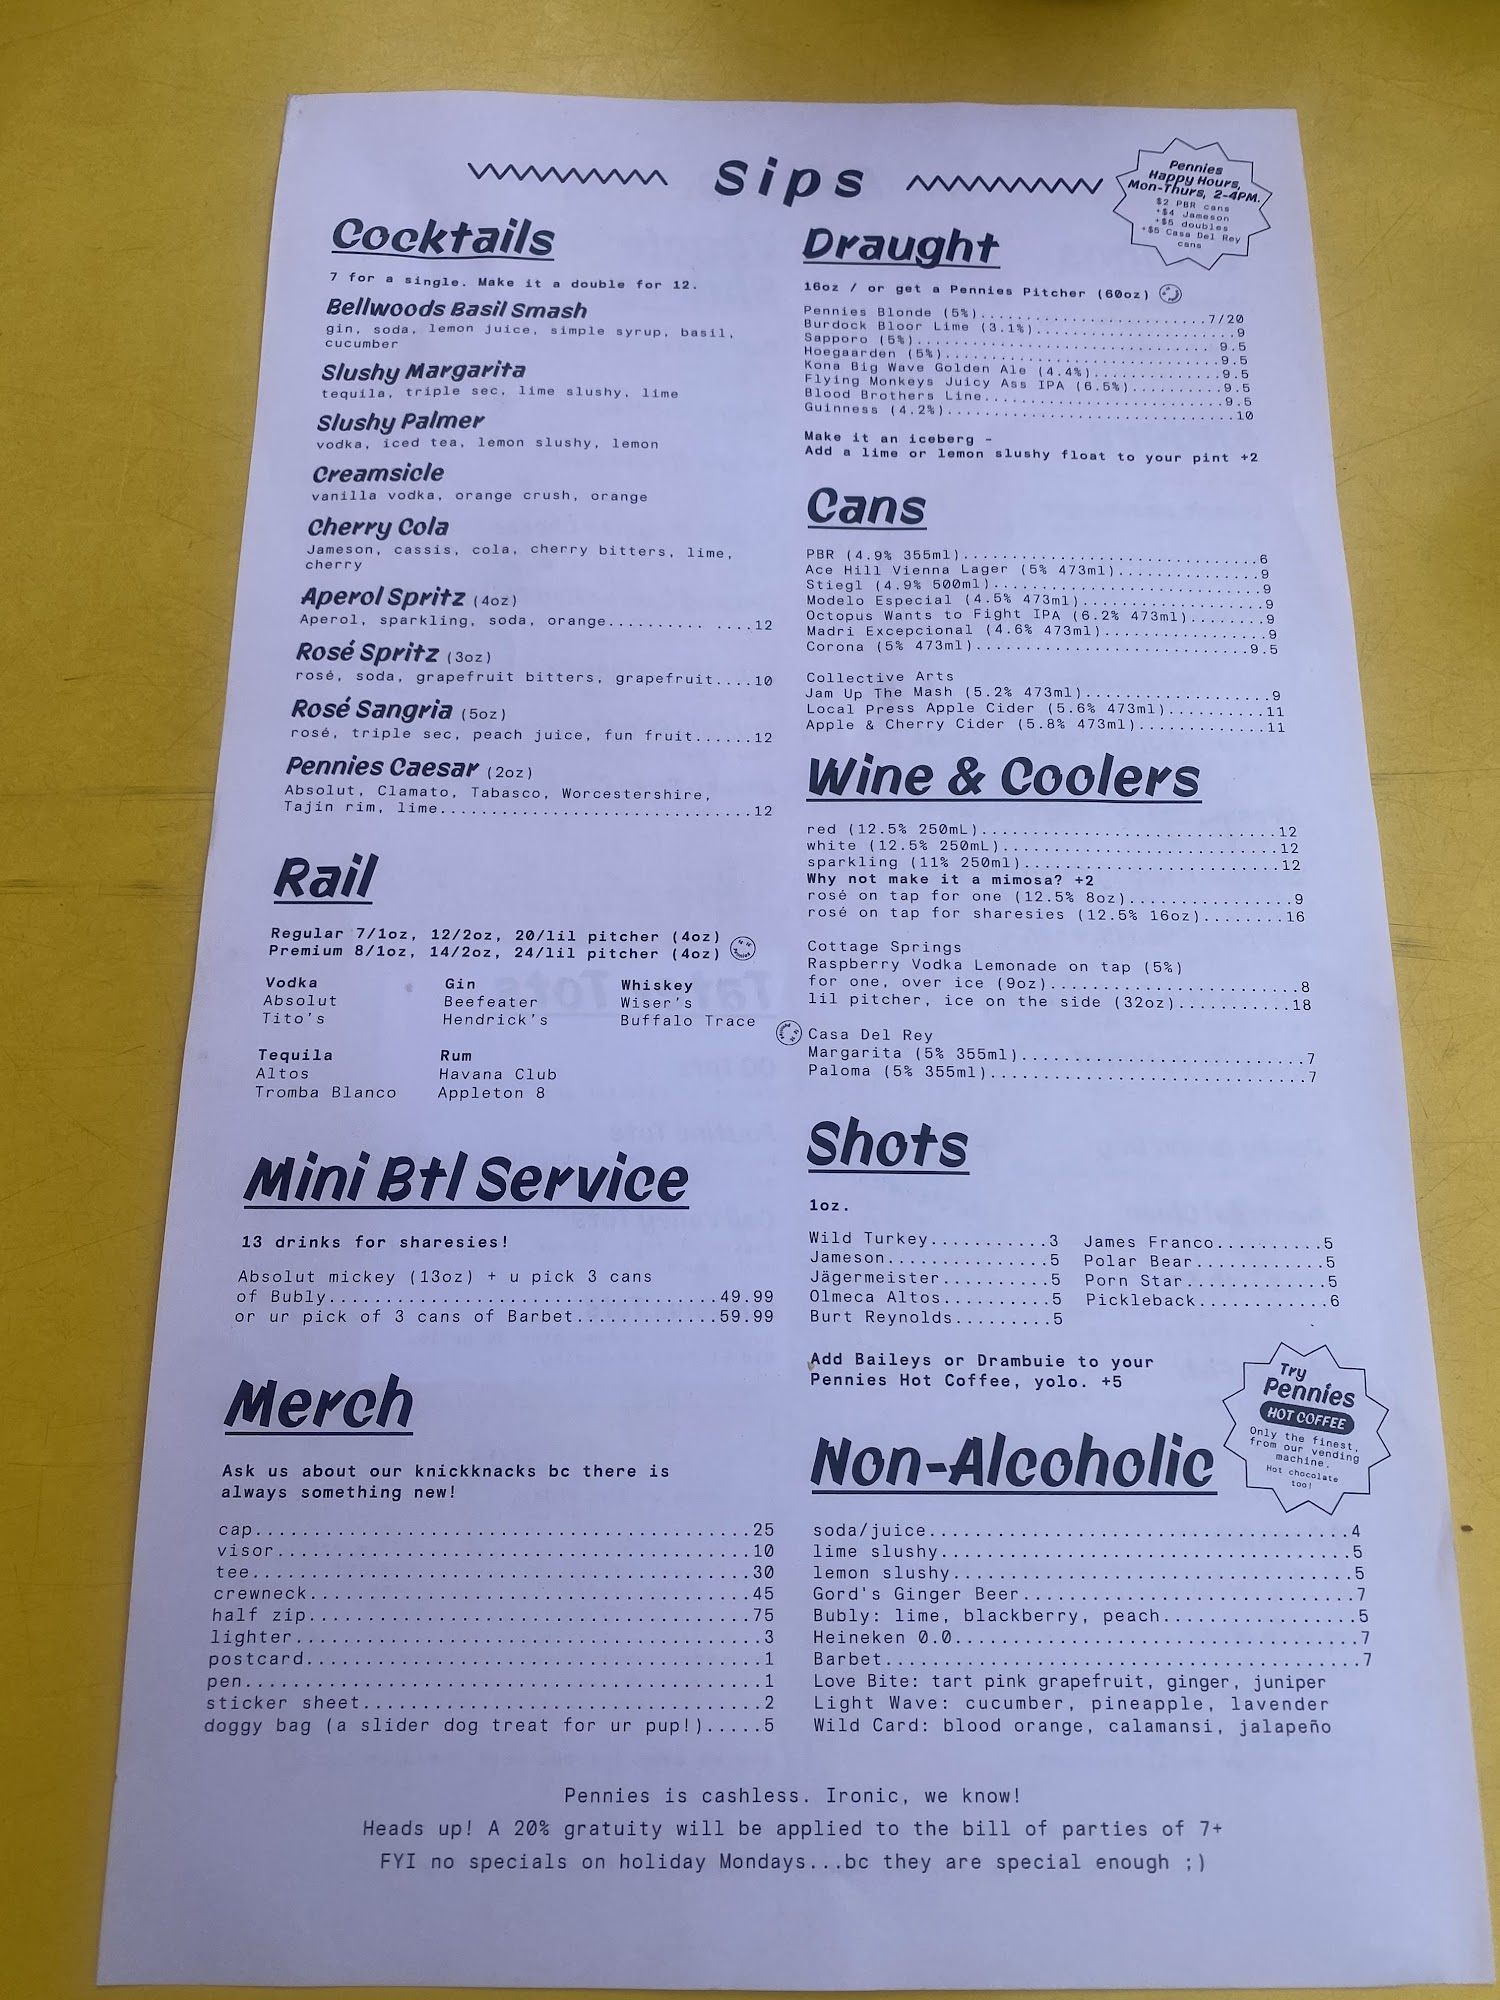 Sips
Pennies
Happy Hours,
Mon-Thurs, 2-4PM.
$2 PBR cans
+$4 Jameson
+$5 Casa Del Rey
cans
Cocktails
7 for a single. Make it a double for 12.
Bellwoods Basil Smash
gin, soda, lemon juice, simple syrup, basil,
cucumber
Slushy Margarita
tequila, triple sec, lime slushy, lime
Slushy Palmer
vodka, iced tea, lemon slushy, lemon
Creamsicle
vanilla vodka, orange crush, orange
Cherry Cola
Jameson, cassis, cola, cherry bitters, lime,
cherry
Aperol Spritz (4oz)
Aperol, sparkling, soda, orange.......... ....12
Rosé Spritz (3oz)
rosé, soda, grapefruit bitters, grapefruit....10
Rosé Sangria (5oz)
rosé, triple sec, peach juice, fun fruit......12
Pennies Caesar (2oz)
Absolut, Clamato, Tabasco, Worcestershire,
Tajin rim, lime................................12
Rail
Regular 7/1oz, 12/2oz, 20/lil pitcher (4oz)
Premium 8/1oz, 14/2oz, 24/lil pitcher (4oz)
Vodka Gin Whiskey
Absolut Beefeater Wiser's
Tito's Hendrick's Buffalo Trace
Tequila Rum
Altos Havana Club
Tromba Blanco Appleton 8
Mini Btl Service
13 drinks for sharesies!
Absolut mickey (13oz) + u pick 3 cans
of Bubly.......................................49.99
or ur pick of 3 cans of Barbet............59.99
Merch
Ask us about our knickknacks bc there is
always something new!
cap..........................................25
visor........................................10
tee..........................................30
crewneck.....................................45
half zip.....................................75
lighter.......................................3
postcard......................................1
pen...........................................1
sticker sheet.................................2
doggy bag (a slider dog treat for ur pup!).....5
Draught
16oz / or get a Pennies Pitcher (60oz)
Pennies Blonde (5%).......................7/20
Burdock Bloor Lime (3.1%)....................9
Sapporo (5%)..............................9.5
Hoegaarden (5%)...........................9.5
Kona Big Wave Golden Ale (4.4%)...........9.5
Flying Monkeys Juicy Ass IPA (6.5%).......9.5
Blood Brothers Line.......................9.5
Guinness (4.2%)............................10
Make it an iceberg -
Add a lime or lemon slushy float to your pint +2
Cans
PBR (4.9% 355ml)..............................6
Ace Hill Vienna Lager (5% 473ml)..............9
Stiegl (4.9% 500ml)...........................9
Modelo Especial (4.5% 473ml)..................9
Octopus Wants to Fight IPA (6.2% 473ml).......9
Madri Excepcional (4.6% 473ml)................9
Corona (5% 473ml)...........................9.5
Collective Arts
Jam Up The Mash (5.2% 473ml)..................9
Local Press Apple Cider (5.6% 473ml).........11
Apple & Cherry Cider (5.8% 473ml)............11
Wine & Coolers
red (12.5% 250mL)............................12
white (12.5% 250mL)..........................12
sparkling (11% 250ml)........................12
Why not make it a mimosa? +2
rosé on tap for one (12.5% 8oz)...............9
rosé on tap for sharesies (12.5% 16oz).......16
Cottage Springs
Raspberry Vodka Lemonade on tap (5%)
for one, over ice (9oz).......................8
lil pitcher, ice on the side (32oz)..........18
Casa Del Rey
Margarita (5% 355ml)..........................7
Paloma (5% 355ml).............................7
Shots
1oz.
Wild Turkey...........3 James Franco..........5
Jameson...............5 Polar Bear............5
Jägermeister..........5 Porn Star.............5
Olmeca Altos..........5 Pickleback............6
Burt Reynolds.........5
Add Baileys or Drambuie to your
Pennies Hot Coffee, yolo. +5
Try
Pennies
HOT COFFEE
Only the finest,
from our vending
machine.
Hot chocolate
too!
Non-Alcoholic
soda/juice....................................4
lime slushy...................................5
lemon slushy..................................5
Gord's Ginger Beer............................7
Bubly: lime, blackberry, peach................5
Heineken 0.0..................................7
Barbet........................................7
Love Bite: tart pink grapefruit, ginger, juniper
Light Wave: cucumber, pineapple, lavender
Wild Card: blood orange, calamansi, jalapeño
Pennies is cashless. Ironic, we know!
Heads up! A 20% gratuity will be applied to the bill of parties of 7+
FYI no specials on holiday Mondays...bc they are special enough ;)